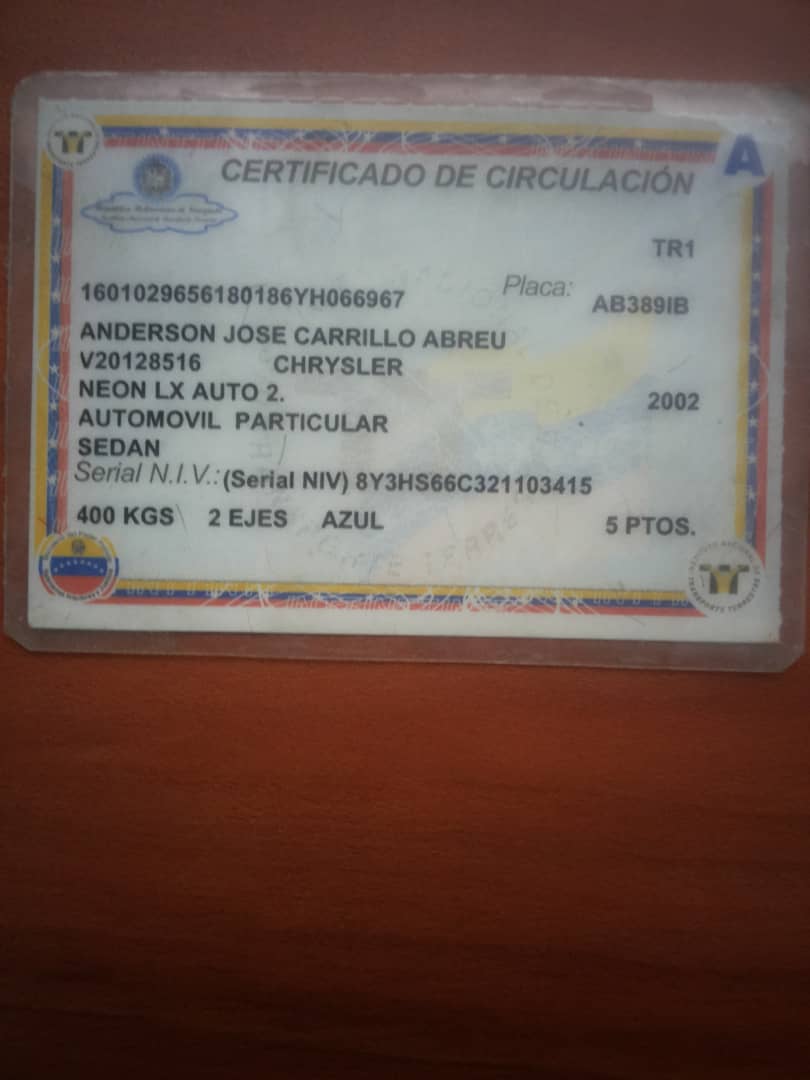 CERTIFICADO DE CIRCULACIÓN
A
TR1
1601029656180186YH066967
Placa: AB389IB
ANDERSON JOSE CARRILLO ABREU
V20128516 CHRYSLER
NEON LX AUTO 2. 2002
AUTOMOVIL PARTICULAR
SEDAN
Serial N.I.V.: (Serial NIV) 8Y3HS66C321103415
400 KGS 2 EJES AZUL 5 PTOS.